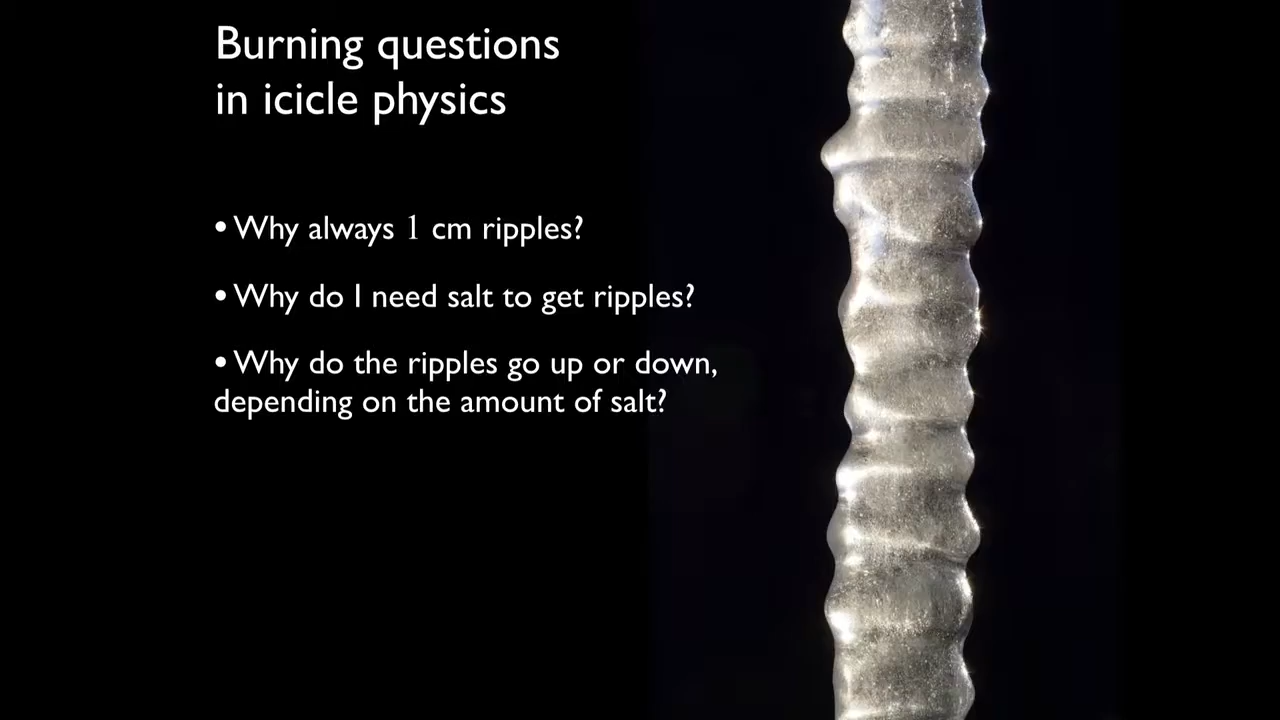 Burning questions
in icicle physics
• Why always 1 cm ripples?
• Why do I need salt to get ripples?
• Why do the ripples go up or down,
depending on the amount of salt?